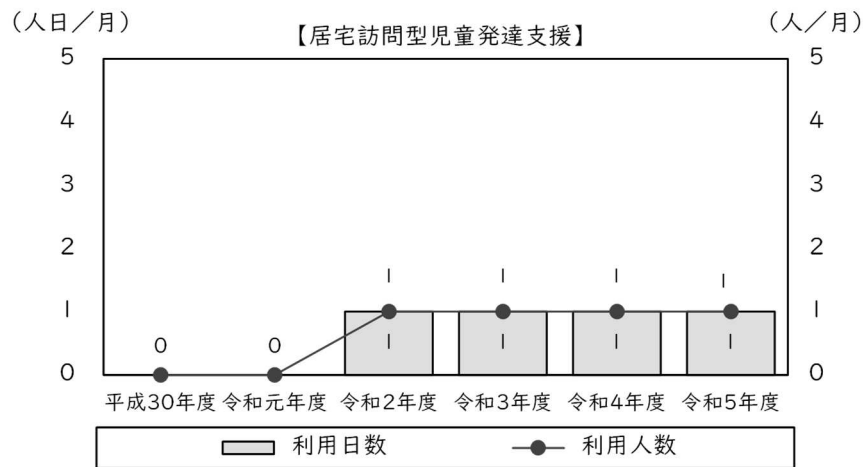 (人日／月)
(人／月)
【居宅訪問型児童発達支援】
5 5
4 4
3 3
2 2
1 1 1 1
1 1
0 0
1 1 1 1
0 0
平成30年度 令和元年度 令和2年度 令和3年度 令和4年度 令和5年度
利用日数 利用人数